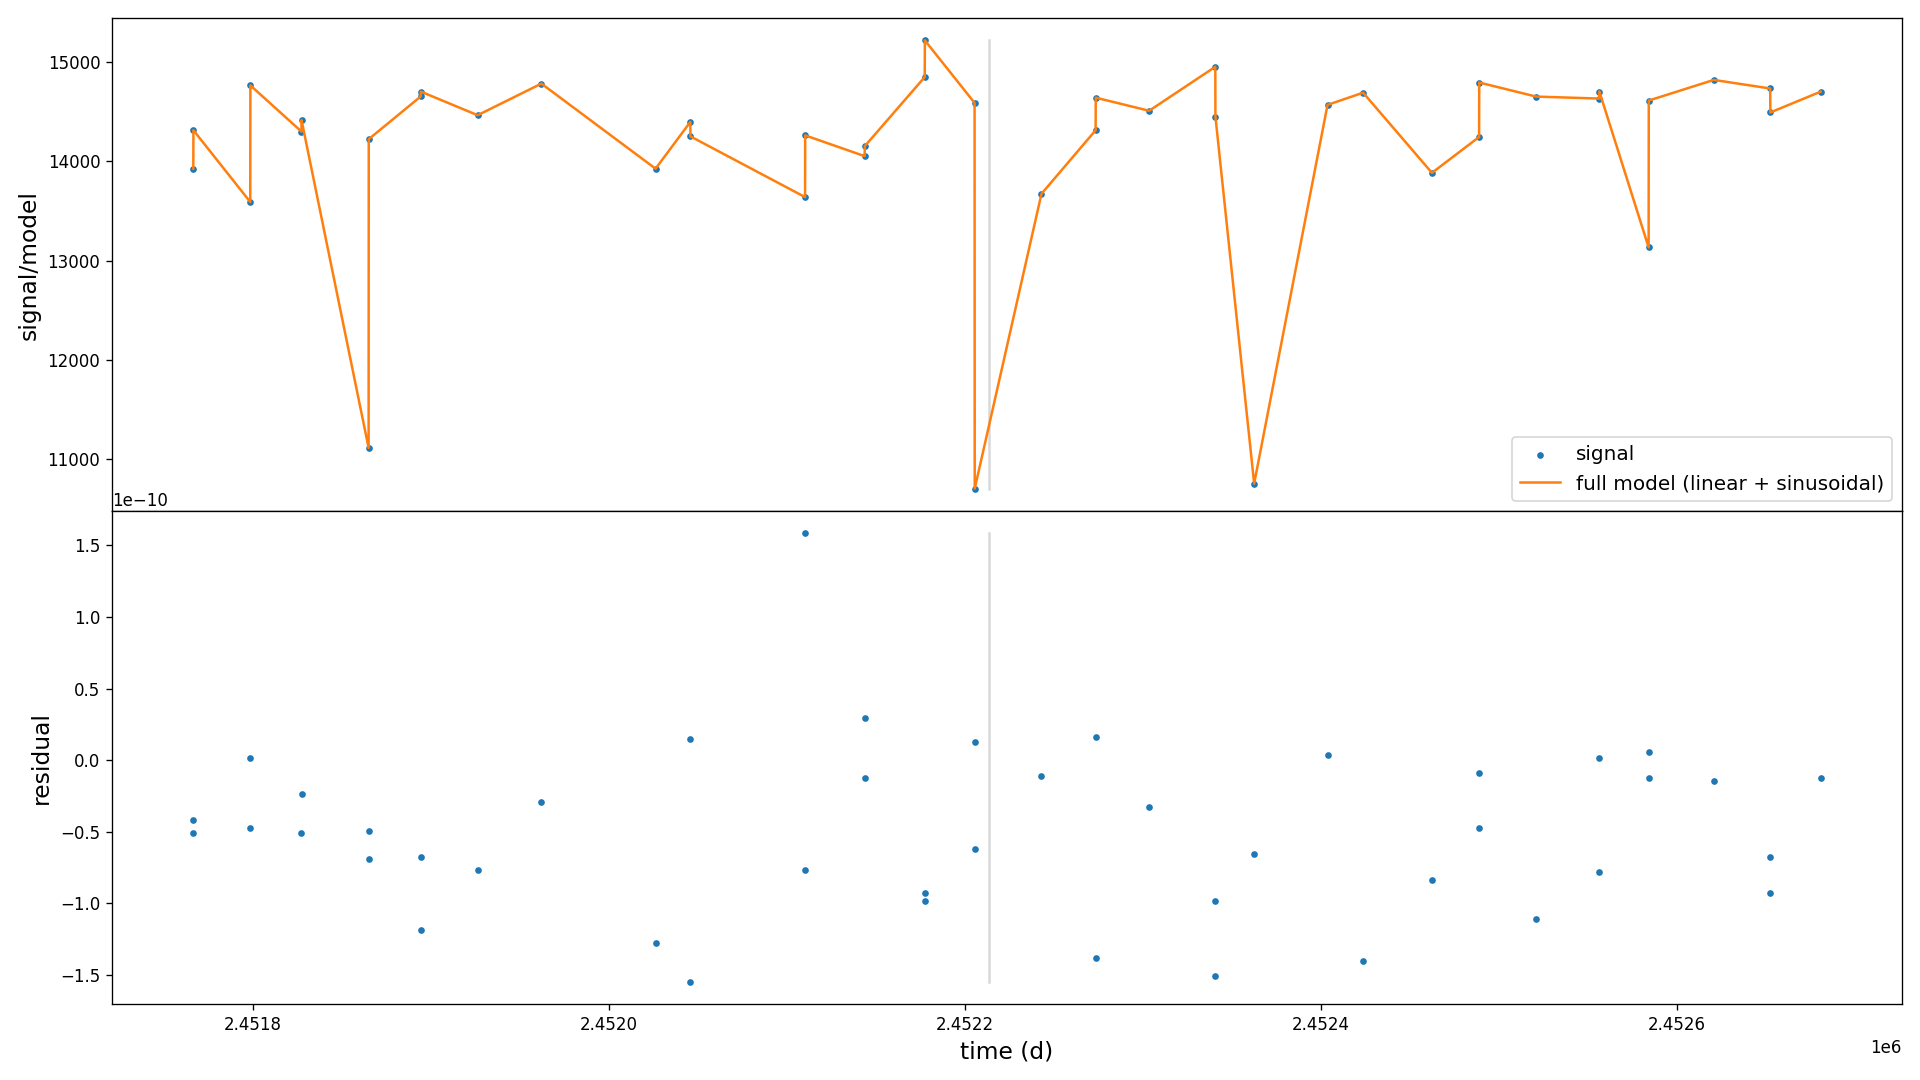 15000
14000
13000
12000
11000
signal/model
signal
full model (linear + sinusoidal)
1e−10
1.5
1.0
0.5
0.0
−0.5
−1.0
−1.5
residual
2.4518 2.4520 2.4522 2.4524 2.4526
1e6
time (d)